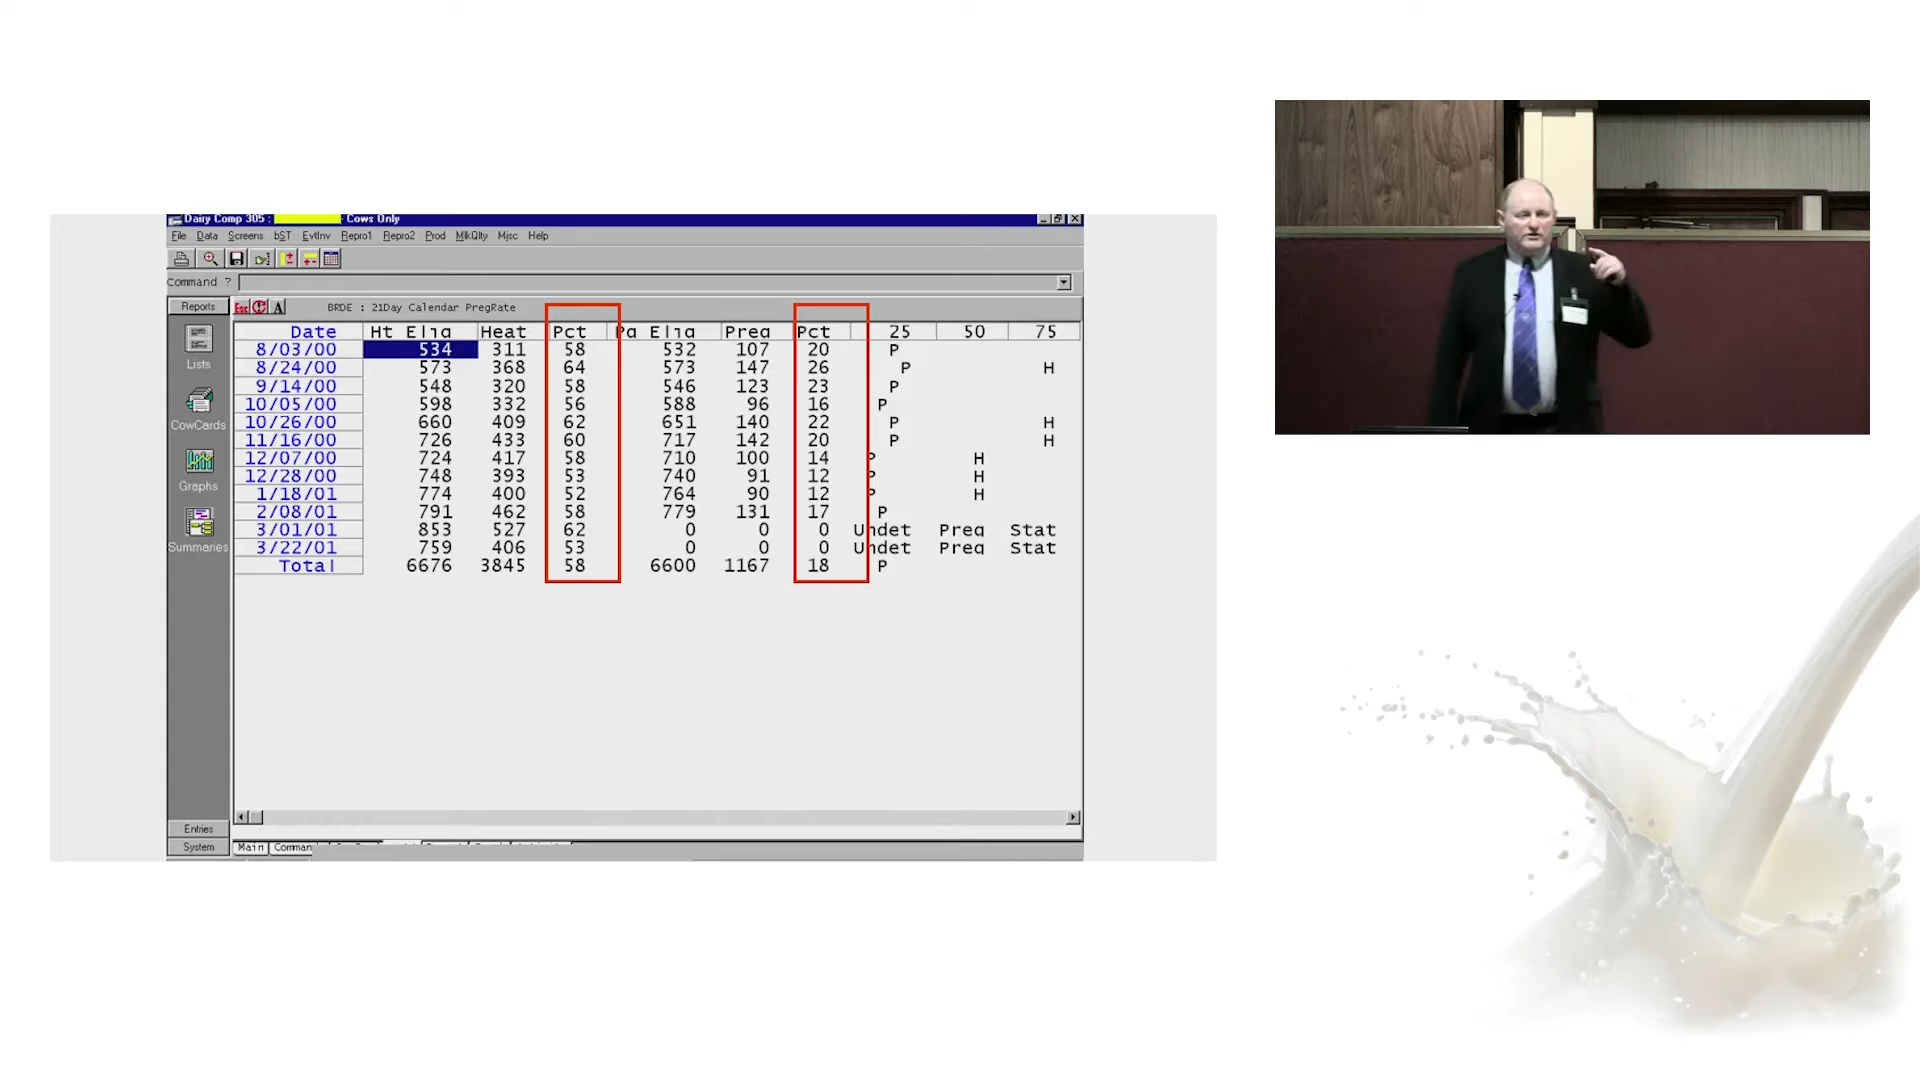 Dairy Comp 305 : : Cows Only
File Data Screens bST EvtInv Repro1 Repro2 Prod MlkQlty Misc Help
Command ?
Reports Esc A BRDE : 21Day Calendar PregRate
Date Ht Elig Heat Pct Pg Elig Preg Pct 25 50 75
8/03/00 534 311 58 532 107 20 P
8/24/00 573 368 64 573 147 26 P H
9/14/00 548 320 58 546 123 23 P
10/05/00 598 332 56 588 96 16 P
10/26/00 660 409 62 651 140 22 P H
11/16/00 726 433 60 717 142 20 P H
12/07/00 724 417 58 710 100 14 P H
12/28/00 748 393 53 740 91 12 P H
1/18/01 774 400 52 764 90 12 P H
2/08/01 791 462 58 779 131 17 P
3/01/01 853 527 62 0 0 0 Undet Preg Stat
3/22/01 759 406 53 0 0 0 Undet Preg Stat
Total 6676 3845 58 6600 1167 18 P
Lists
CowCards
Graphs
Summaries
Entries
System
Main Comman